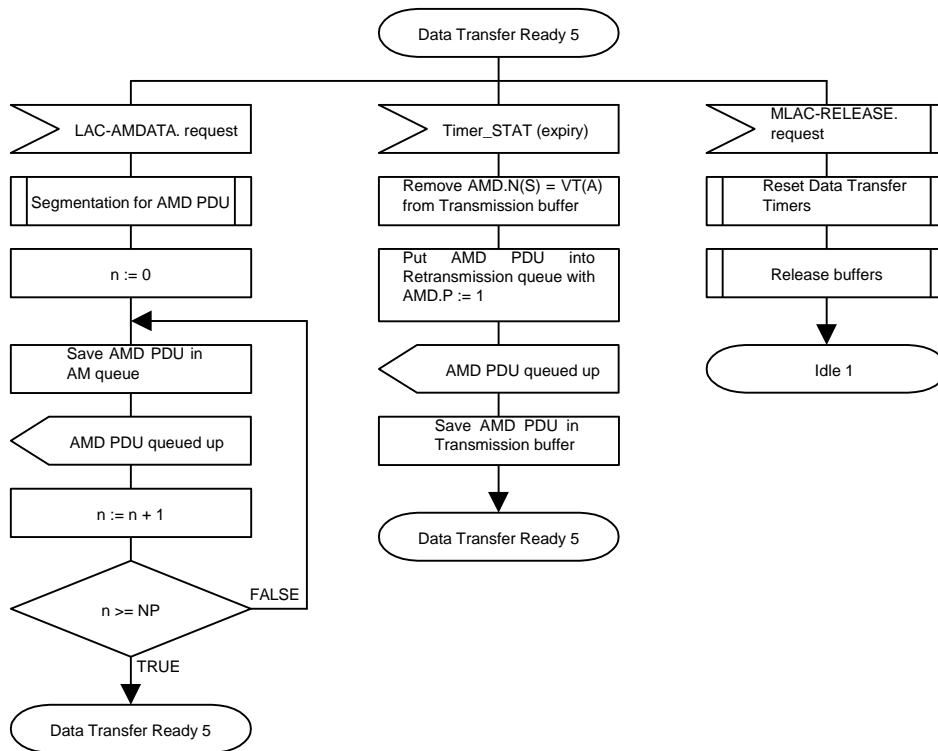 Data Transfer Ready 5
LAC-AMDATA. request
Segmentation for AMD PDU
n := 0
Save AMD PDU in
AM queue
AMD PDU queued up
n := n + 1
n >= NP
FALSE
TRUE
Data Transfer Ready 5
Timer_STAT (expiry)
Remove AMD.N(S) = VT(A)
from Transmission buffer
Put AMD PDU into
Retransmission queue with
AMD.P := 1
AMD PDU queued up
Save AMD PDU in
Transmission buffer
Data Transfer Ready 5
MLAC-RELEASE.
request
Reset Data Transfer
Timers
Release buffers
Idle 1